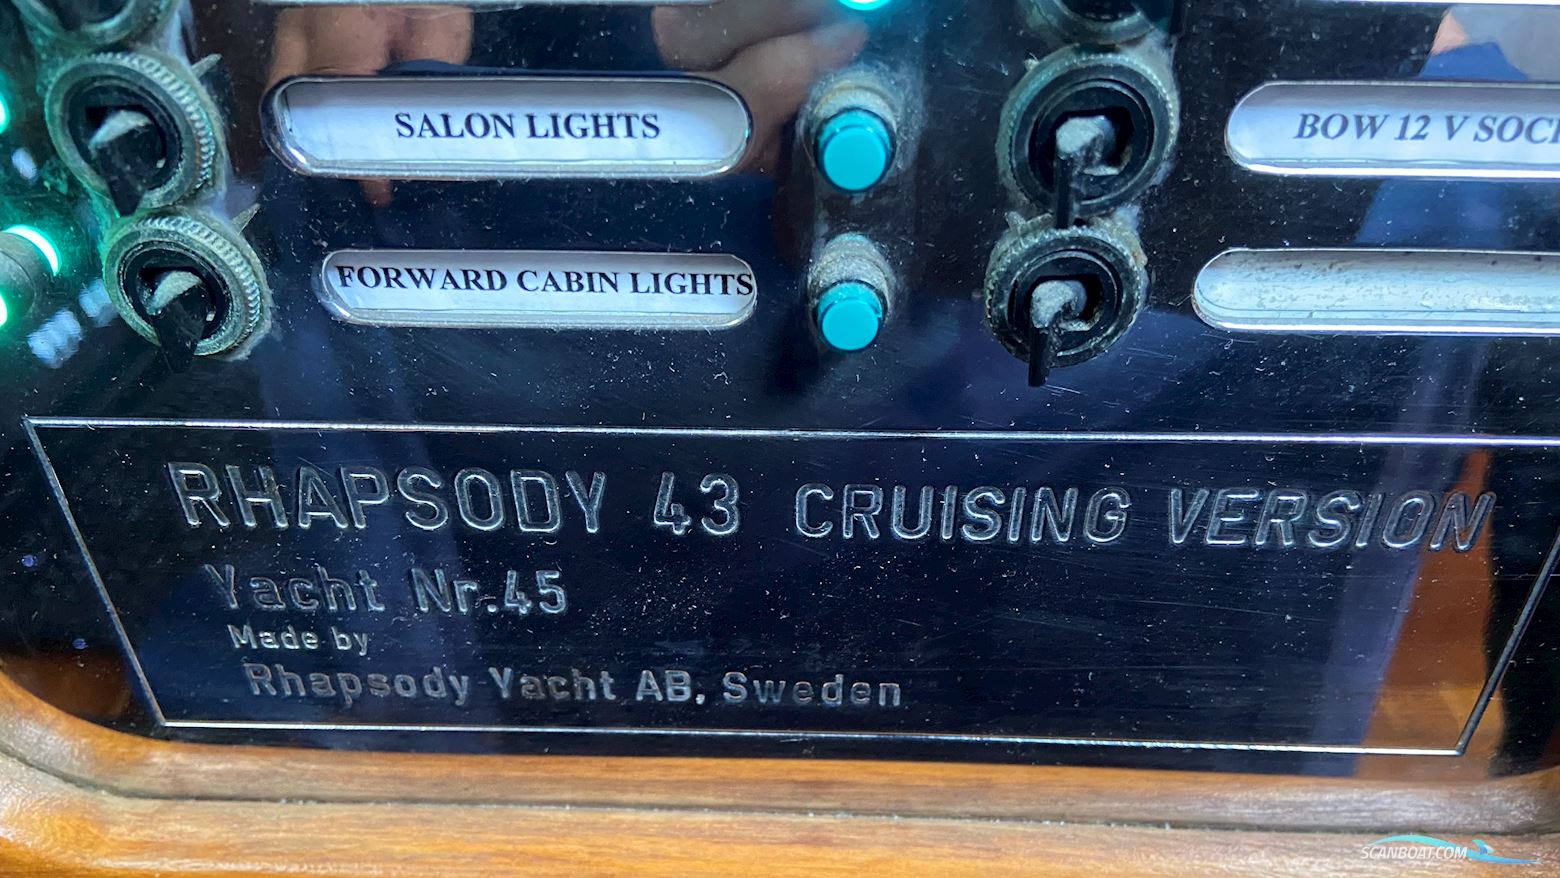 SALON LIGHTS
BOW 12 V
FORWARD CABIN LIGHTS
RHAPSODY 43 CRUISING VERSION
Yacht Nr.45
Made by
Rhapsody Yacht AB, Sweden
SCANBOAT.COM